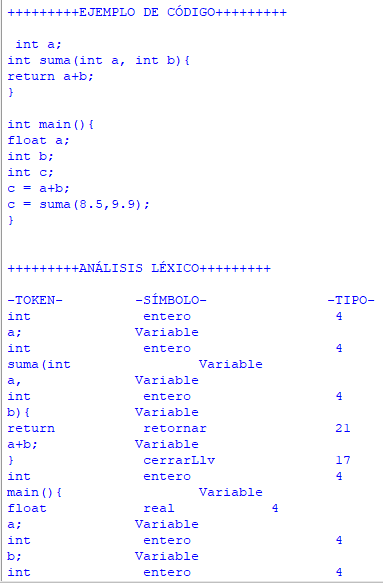 +++++++++EJEMPLO DE CÓDIGO+++++++++
int a;
int suma(int a, int b){
return a+b;
}
int main(){
float a;
int b;
int c;
c = a+b;
c = suma(8.5,9.9);
}
+++++++++ANÁLISIS LÉXICO+++++++++
-TOKEN- -SÍMBOLO- -TIPO-
int entero 4
a; Variable
int entero 4
suma(int Variable
a, Variable
int entero 4
b){ Variable
return retornar 21
a+b; Variable
} cerrarLlv 17
int entero 4
main(){ Variable
float real 4
a; Variable
int entero 4
b; Variable
int entero 4